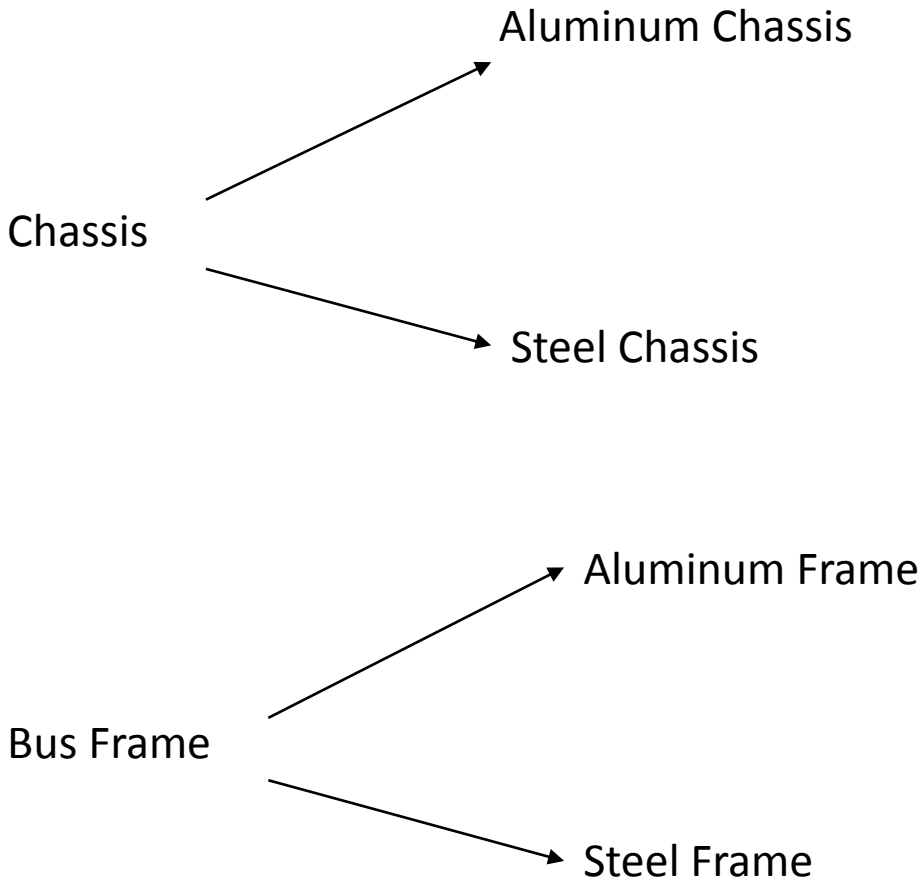 Aluminum Chassis
Chassis
Steel Chassis
Aluminum Frame
Bus Frame
Steel Frame